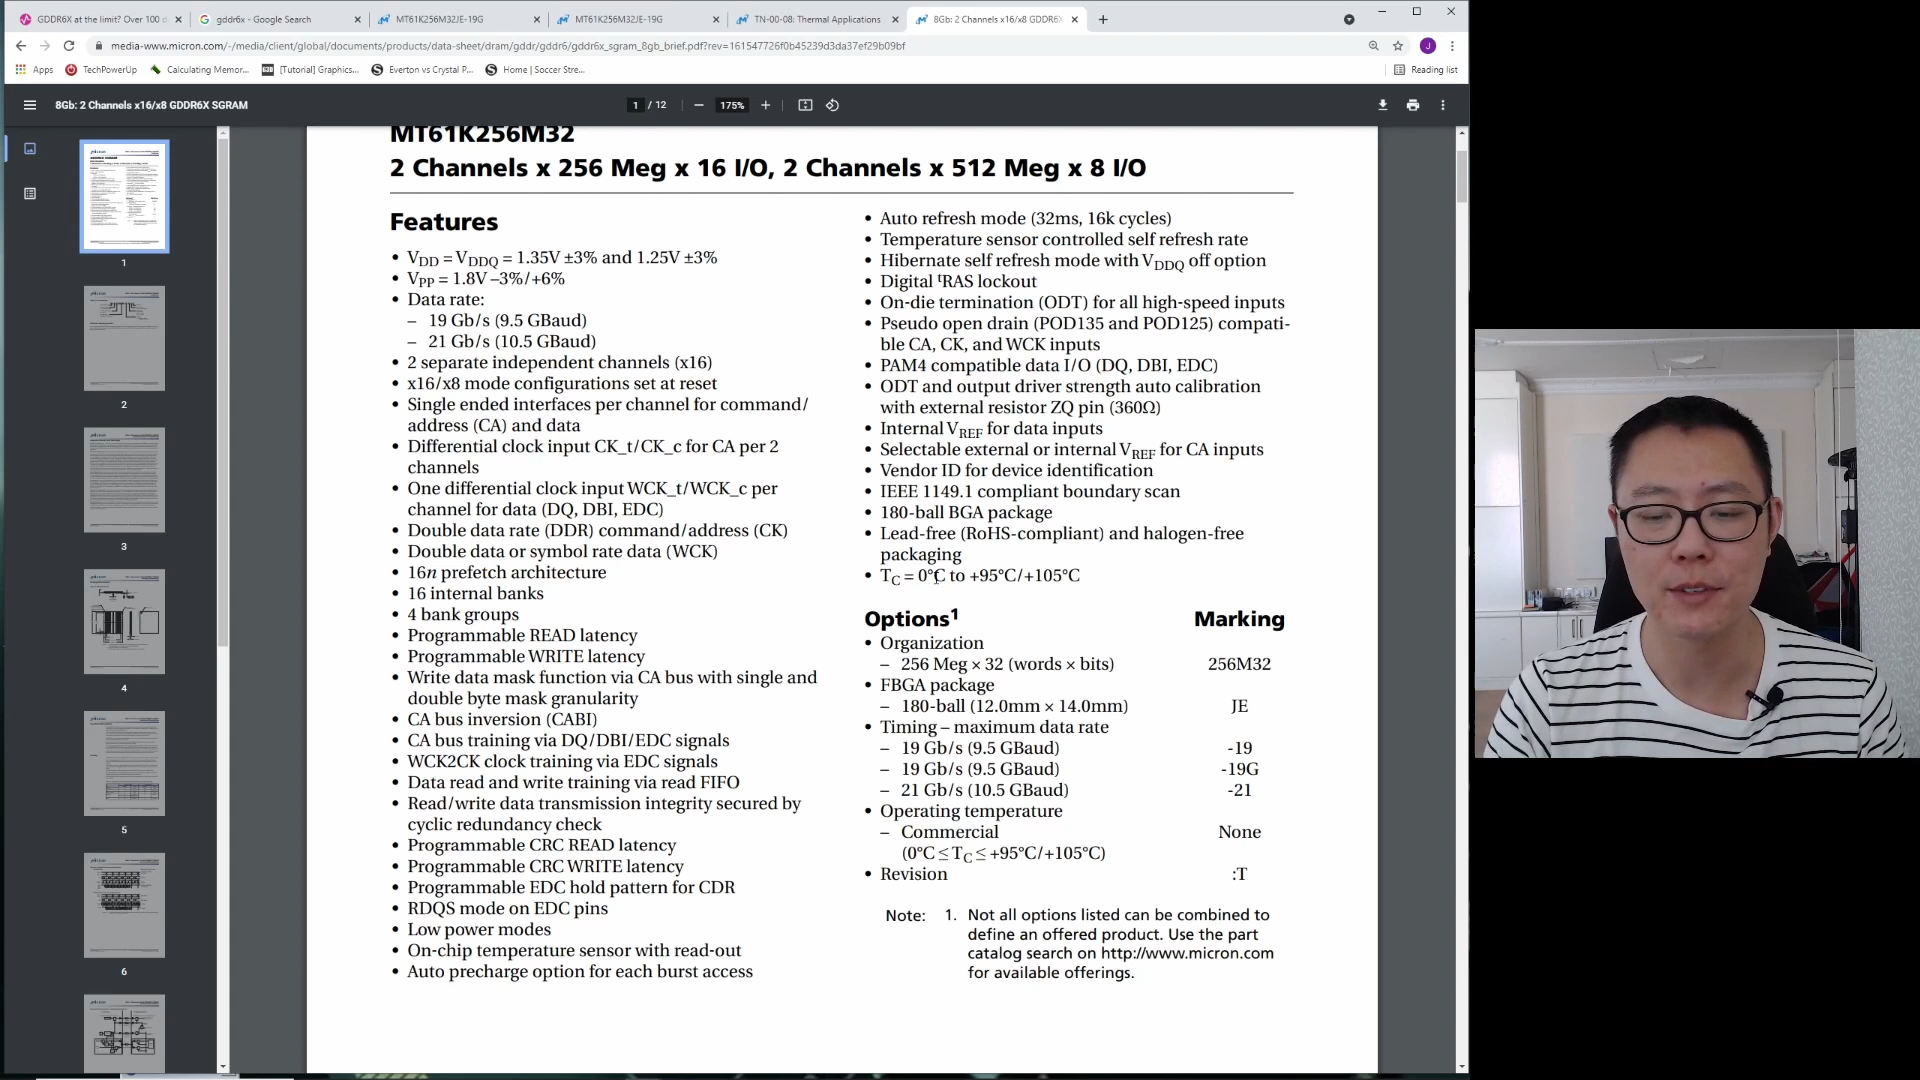 GDDR6X at the limit? Over 100 d
gddr6x - Google Search
MT61K256M32JE-19G
MT61K256M32JE-19G
TN-00-08: Thermal Applications
8Gb: 2 Channels x16/x8 GDDR6X
media-www.micron.com/-/media/client/global/documents/products/data-sheet/dram/gddr/gddr6/gddr6x_sgram_8gb_brief.pdf?rev=161547726f0b45239d3da37ef29b09bf
J
Apps
TechPowerUp
Calculating Memor...
[Tutorial] Graphics...
Everton vs Crystal P...
Home | Soccer Stre...
Reading list
8Gb: 2 Channels x16/x8 GDDR6X SGRAM
1 / 12
175%
1
2
3
4
5
6
MT61K256M32
2 Channels x 256 Meg x 16 I/O, 2 Channels x 512 Meg x 8 I/O
Features
• VDD = VDDQ = 1.35V ±3% and 1.25V ±3%
• VPP = 1.8V –3%/+6%
• Data rate:
– 19 Gb/s (9.5 GBaud)
– 21 Gb/s (10.5 GBaud)
• 2 separate independent channels (x16)
• x16/x8 mode configurations set at reset
• Single ended interfaces per channel for command/
address (CA) and data
• Differential clock input CK_t/CK_c for CA per 2
channels
• One differential clock input WCK_t/WCK_c per
channel for data (DQ, DBI, EDC)
• Double data rate (DDR) command/address (CK)
• Double data or symbol rate data (WCK)
• 16n prefetch architecture
• 16 internal banks
• 4 bank groups
• Programmable READ latency
• Programmable WRITE latency
• Write data mask function via CA bus with single and
double byte mask granularity
• CA bus inversion (CABI)
• CA bus training via DQ/DBI/EDC signals
• WCK2CK clock training via EDC signals
• Data read and write training via read FIFO
• Read/write data transmission integrity secured by
cyclic redundancy check
• Programmable CRC READ latency
• Programmable CRC WRITE latency
• Programmable EDC hold pattern for CDR
• RDQS mode on EDC pins
• Low power modes
• On-chip temperature sensor with read-out
• Auto precharge option for each burst access
• Auto refresh mode (32ms, 16k cycles)
• Temperature sensor controlled self refresh rate
• Hibernate self refresh mode with VDDQ off option
• Digital tRAS lockout
• On-die termination (ODT) for all high-speed inputs
• Pseudo open drain (POD135 and POD125) compati-
ble CA, CK, and WCK inputs
• PAM4 compatible data I/O (DQ, DBI, EDC)
• ODT and output driver strength auto calibration
with external resistor ZQ pin (360Ω)
• Internal VREF for data inputs
• Selectable external or internal VREF for CA inputs
• Vendor ID for device identification
• IEEE 1149.1 compliant boundary scan
• 180-ball BGA package
• Lead-free (RoHS-compliant) and halogen-free
packaging
• TC = 0°C to +95°C/+105°C
Options1 Marking
• Organization
– 256 Meg × 32 (words × bits) 256M32
• FBGA package
– 180-ball (12.0mm × 14.0mm) JE
• Timing – maximum data rate
– 19 Gb/s (9.5 GBaud) -19
– 19 Gb/s (9.5 GBaud) -19G
– 21 Gb/s (10.5 GBaud) -21
• Operating temperature
– Commercial None
(0°C ≤ TC ≤ +95°C/+105°C)
• Revision :T
Note: 1. Not all options listed can be combined to
define an offered product. Use the part
catalog search on http://www.micron.com
for available offerings.